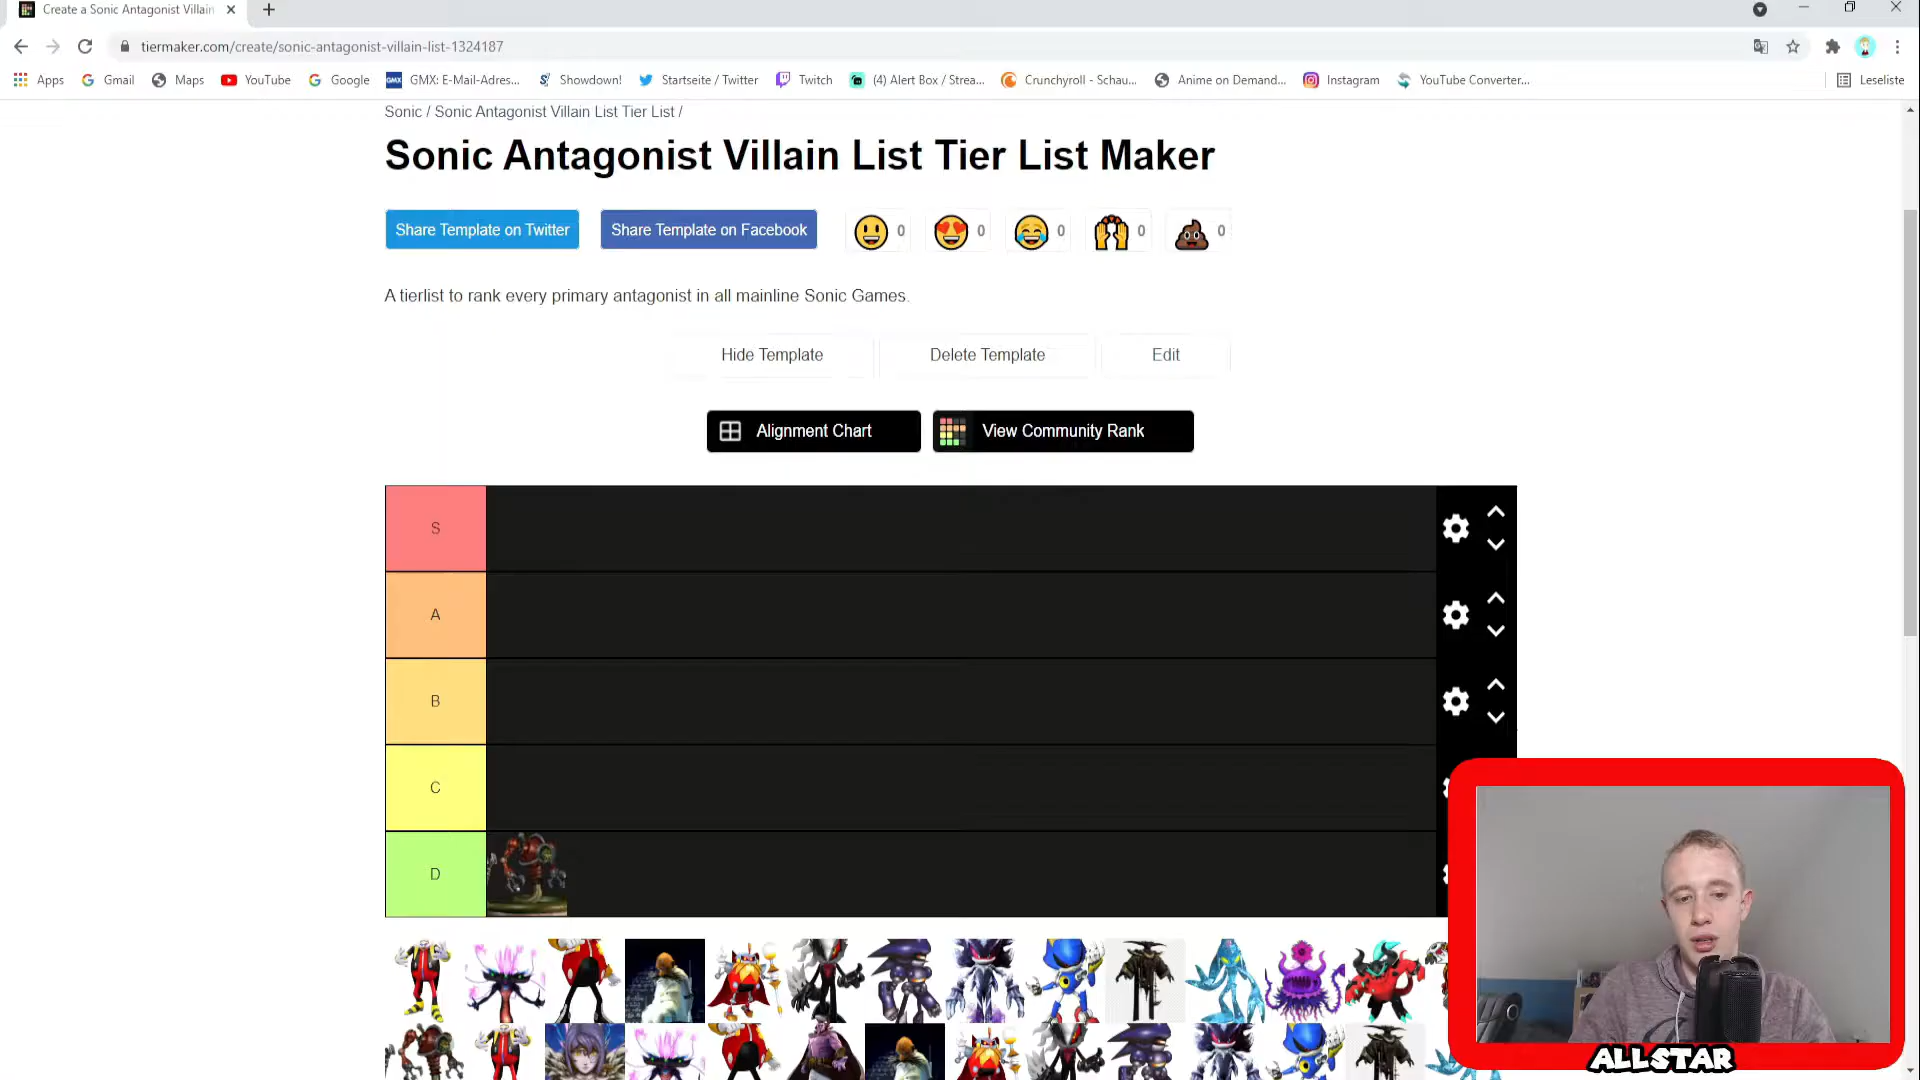 Create a Sonic Antagonist Villain
tiermaker.com/create/sonic-antagonist-villain-list-1324187
Apps Gmail Maps YouTube Google GMX GMX: E-Mail-Adres... Showdown! Startseite / Twitter Twitch (4) Alert Box / Strea... Crunchyroll - Schau... Anime on Demand... Instagram YouTube Converter... Leseliste
Sonic / Sonic Antagonist Villain List Tier List /
Sonic Antagonist Villain List Tier List Maker
Share Template on Twitter Share Template on Facebook 0 0 0 0 0
A tierlist to rank every primary antagonist in all mainline Sonic Games.
Hide Template Delete Template Edit
Alignment Chart View Community Rank
S
A
B
C
D
ALLSTAR